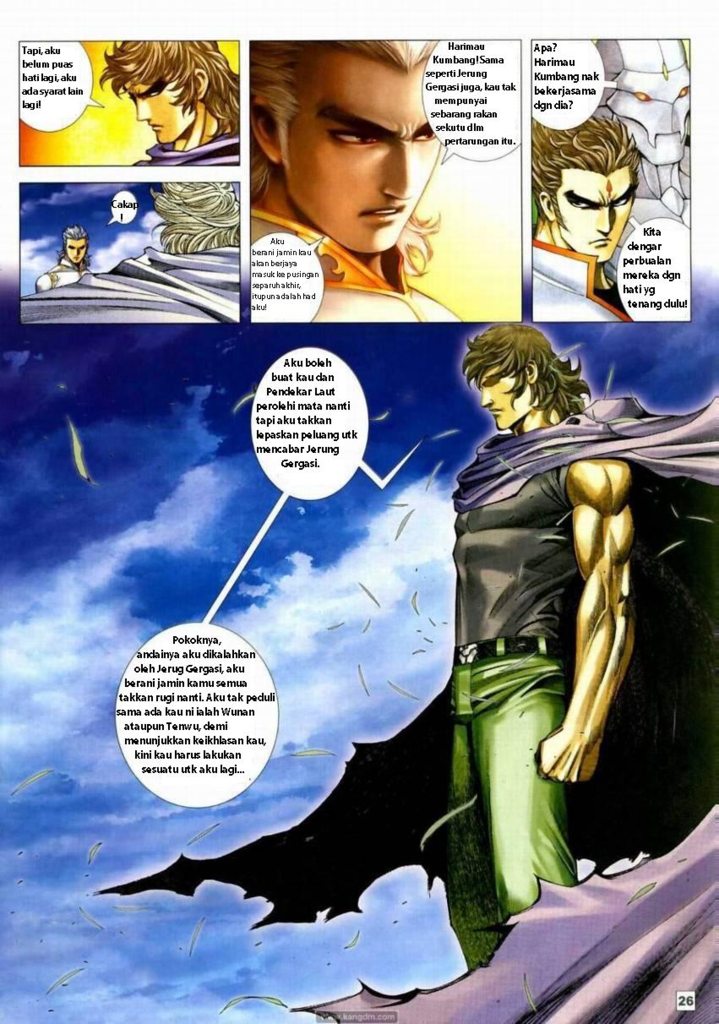 Tapi, aku
belum puas
hati lagi, aku
ada syarat lain
lagi!
Cakap
!
Harimau
Kumbang! Sama
seperti Jerung
Gergasi juga, kau tak
mempunyai
sebarang rakan
sekutu dlm
pertarungan itu.
Aku
berani jamin kau
akan berjaya
masuk ke pusingan
separuh akhir,
itupun adalah had
aku!
Apa?
Harimau
Kumbang nak
bekerjasama
dgn dia?
Kita
dengar
perbualan
mereka dgn
hati yg
tenang dulu!
Aku boleh
buat kau dan
Pendekar Laut
perolehi mata nanti
tapi aku takkan
lepaskan peluang utk
mencabar Jerung
Gergasi.
Pokoknya,
andainya aku dikalahkan
oleh Jerug Gergasi, aku
berani jamin kamu semua
takkan rugi nanti. Aku tak peduli
sama ada kau ni ialah Wunan
ataupun Tenwu, demi
menunjukkan keikhlasan kau,
kini kau harus lakukan
sesuatu utk aku lagi...
26
www.kangdm.com